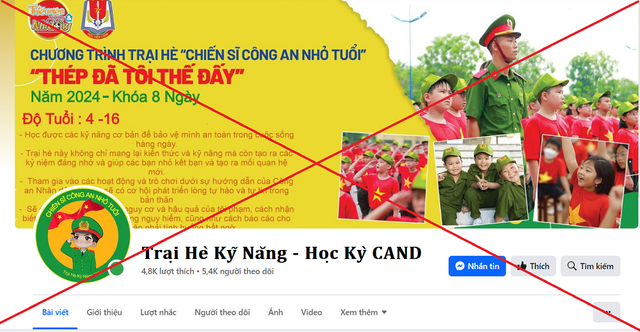 CHƯƠNG TRÌNH TRẠI HÈ "CHIẾN SĨ CÔNG AN NHỎ TUỔI"
"THÉP ĐÃ TÔI THẾ ĐẤY"
Năm 2024 - Khóa 8 Ngày
Độ Tuổi : 4 -16
- Học được các kỹ năng cơ bản để bảo vệ mình an toàn trong cuộc sống
hàng ngày.
- Trại hè này không chỉ mang lại kiến thức và kỹ năng mà còn tạo ra các
kỷ niệm đáng nhớ và giúp các bạn nhỏ kết bạn và tạo ra mối quan hệ
mới.
- Tham gia vào các hoạt động và trò chơi dưới sự hướng dẫn của Công
an Nhân sẽ có cơ hội phát triển lòng tự hào và tự tin trong
bản thân
- Sẽ nguy cơ và hậu quả của tội phạm, cách nhận
biết nguy hiểm, cũng như cách báo cáo cho
CHIẾN SĨ CÔNG AN NHỎ TUỔI
Trại Hè Kỹ Năng - Học Kỳ CAND
4,8K lượt thích • 5,4K người theo dõi
Nhắn tin Thích Tìm kiếm
Bài viết Giới thiệu Lượt nhắc Người theo dõi Ảnh Video Xem thêm